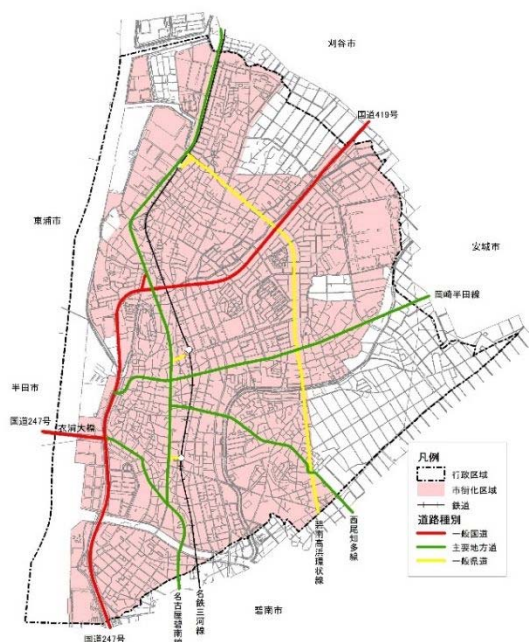 刈谷市
国道419号
東浦市
安城市
岡崎半田線
半田市
国道247号
衣浦大橋
凡例
行政区域
市街化区域
鉄道
道路種別
一般国道
主要地方道
一般県道
西尾知多線
碧南高浜環状線
名鉄三河線
名古屋碧南線
碧南市
国道247号